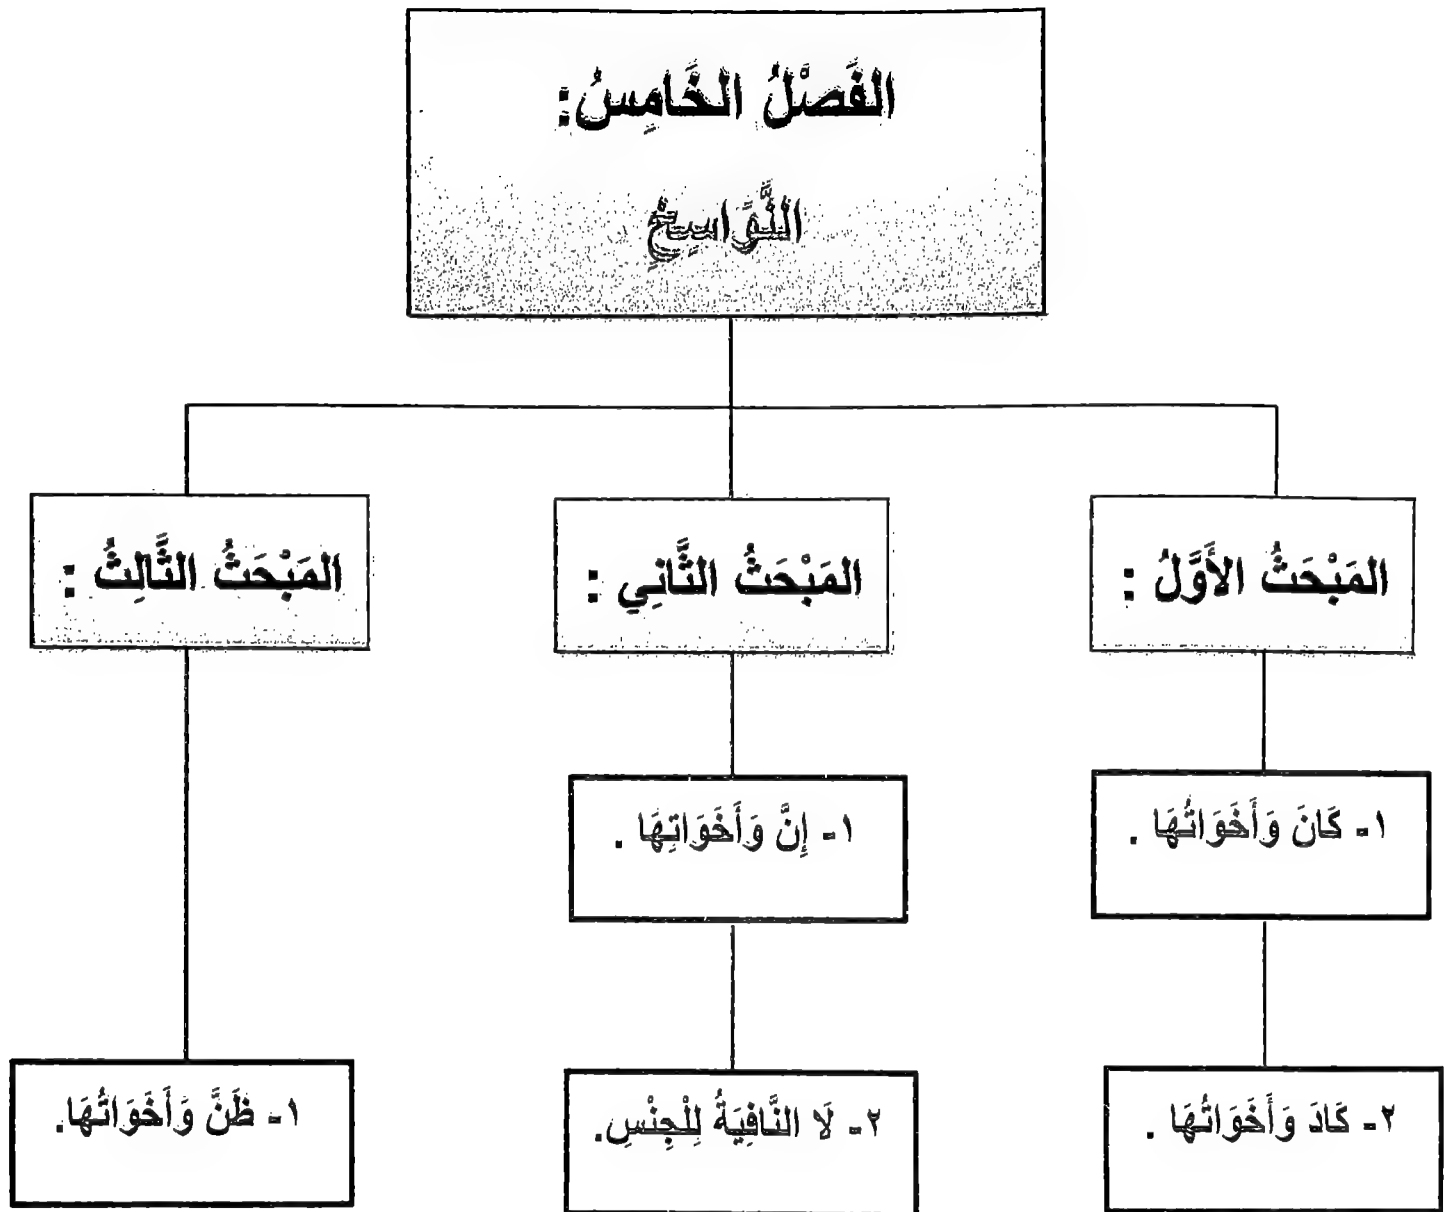 الفَصْلُ الخَامِسُ:
النَّوَاسِخِ
المَبْحَثُ الأَوَّلُ :
المَبْحَثُ الثَّانِي :
المَبْحَثُ الثَّالِثُ :
١- كَانَ وَأَخَوَاتُهَا .
١- إِنَّ وَأَخَوَاتِهَا .
٢- كَادَ وَأَخَوَاتُهَا .
٢- لَا النَّافِيَةُ لِلْجِنْسِ.
١- ظَنَّ وَأَخَوَاتُهَا.